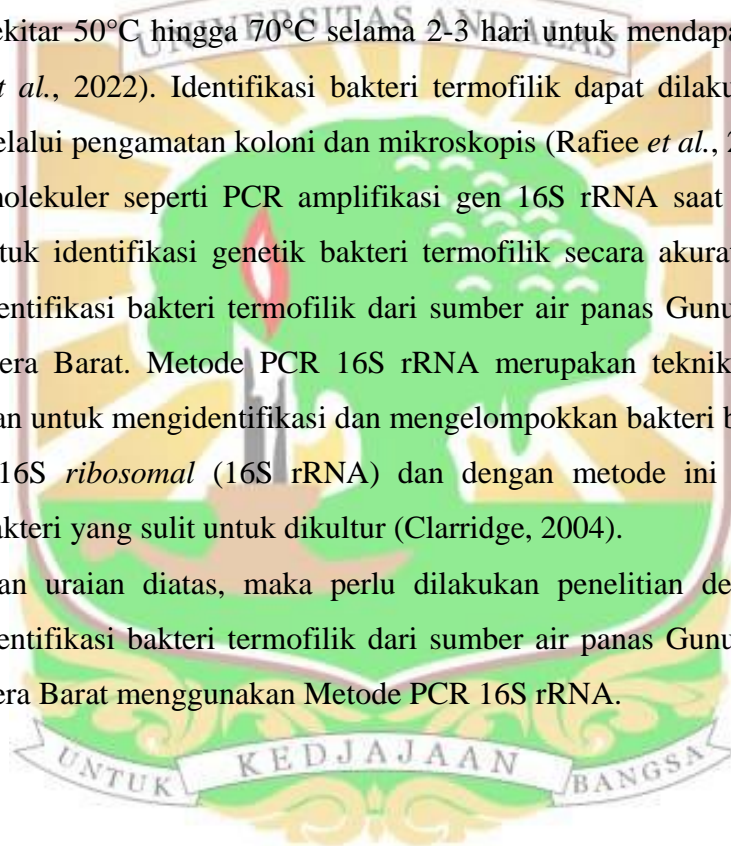 ekitar 50°C hingga 70°C selama 2-3 hari untuk mendapa
UNIVERSITAS ANDALAS
t al., 2022). Identifikasi bakteri termofilik dapat dilaku
elalui pengamatan koloni dan mikroskopis (Rafiee et al., 2
nolekuler seperti PCR amplifikasi gen 16S rRNA saat
tuk identifikasi genetik bakteri termofilik secara akurat
entifikasi bakteri termofilik dari sumber air panas Gunu
era Barat. Metode PCR 16S rRNA merupakan teknik
an untuk mengidentifikasi dan mengelompokkan bakteri b
16S ribosomal (16S rRNA) dan dengan metode ini
akteri yang sulit untuk dikultur (Clarridge, 2004).
an uraian diatas, maka perlu dilakukan penelitian de
entifikasi bakteri termofilik dari sumber air panas Gunu
era Barat menggunakan Metode PCR 16S rRNA.
UNTUK KEDJAJAAN BANGSA